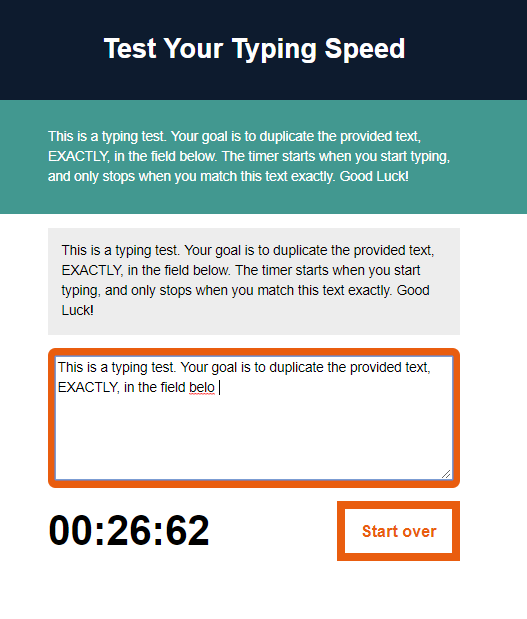 Test Your Typing Speed
This is a typing test. Your goal is to duplicate the provided text,
EXACTLY, in the field below. The timer starts when you start typing,
and only stops when you match this text exactly. Good Luck!
This is a typing test. Your goal is to duplicate the provided text,
EXACTLY, in the field below. The timer starts when you start
typing, and only stops when you match this text exactly. Good
Luck!
This is a typing test. Your goal is to duplicate the provided text,
EXACTLY, in the field belo
00:26:62
Start over